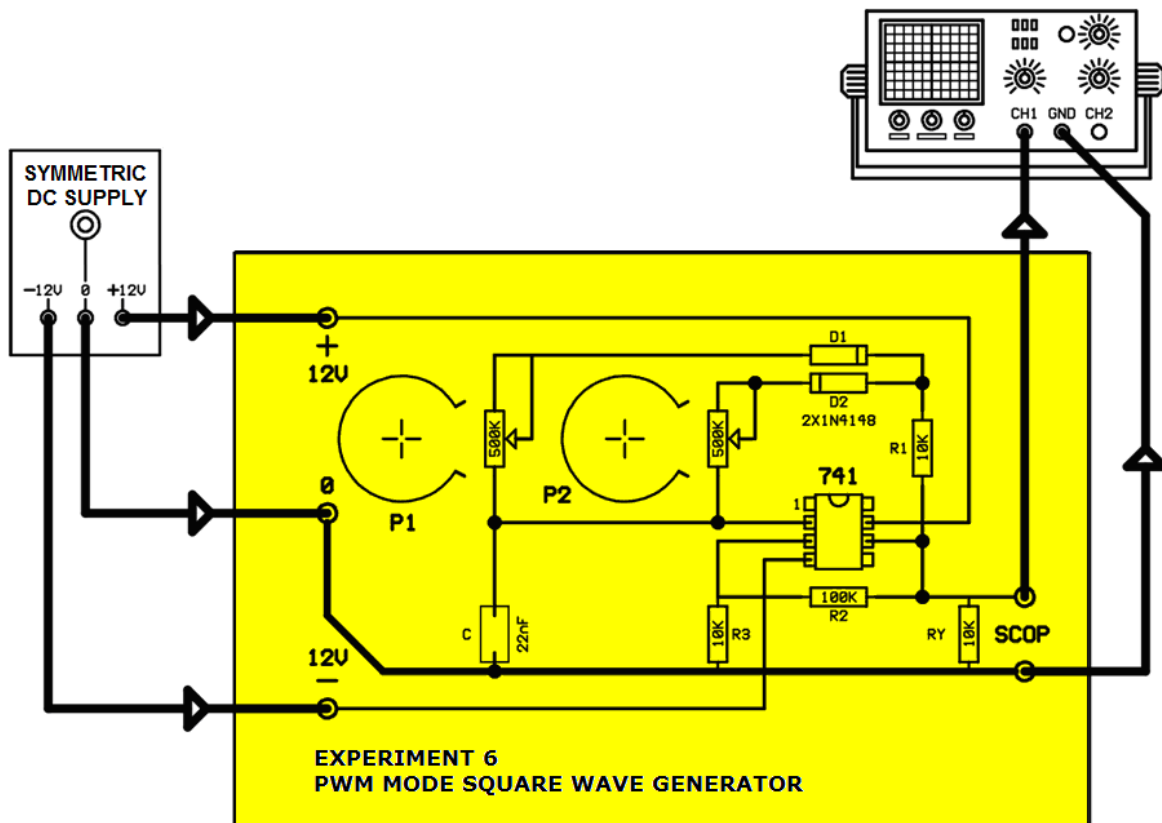 CH1 GND CH2
SYMMETRIC
DC SUPPLY
-12V 0 +12V
+
12V
D1
D2
2X1N4148
500K
P1
500K
P2
R1
10K
741
1
0
100K
R2
C
22nF
10K
R3
RY
10K
SCOP
12V
-
EXPERIMENT 6
PWM MODE SQUARE WAVE GENERATOR